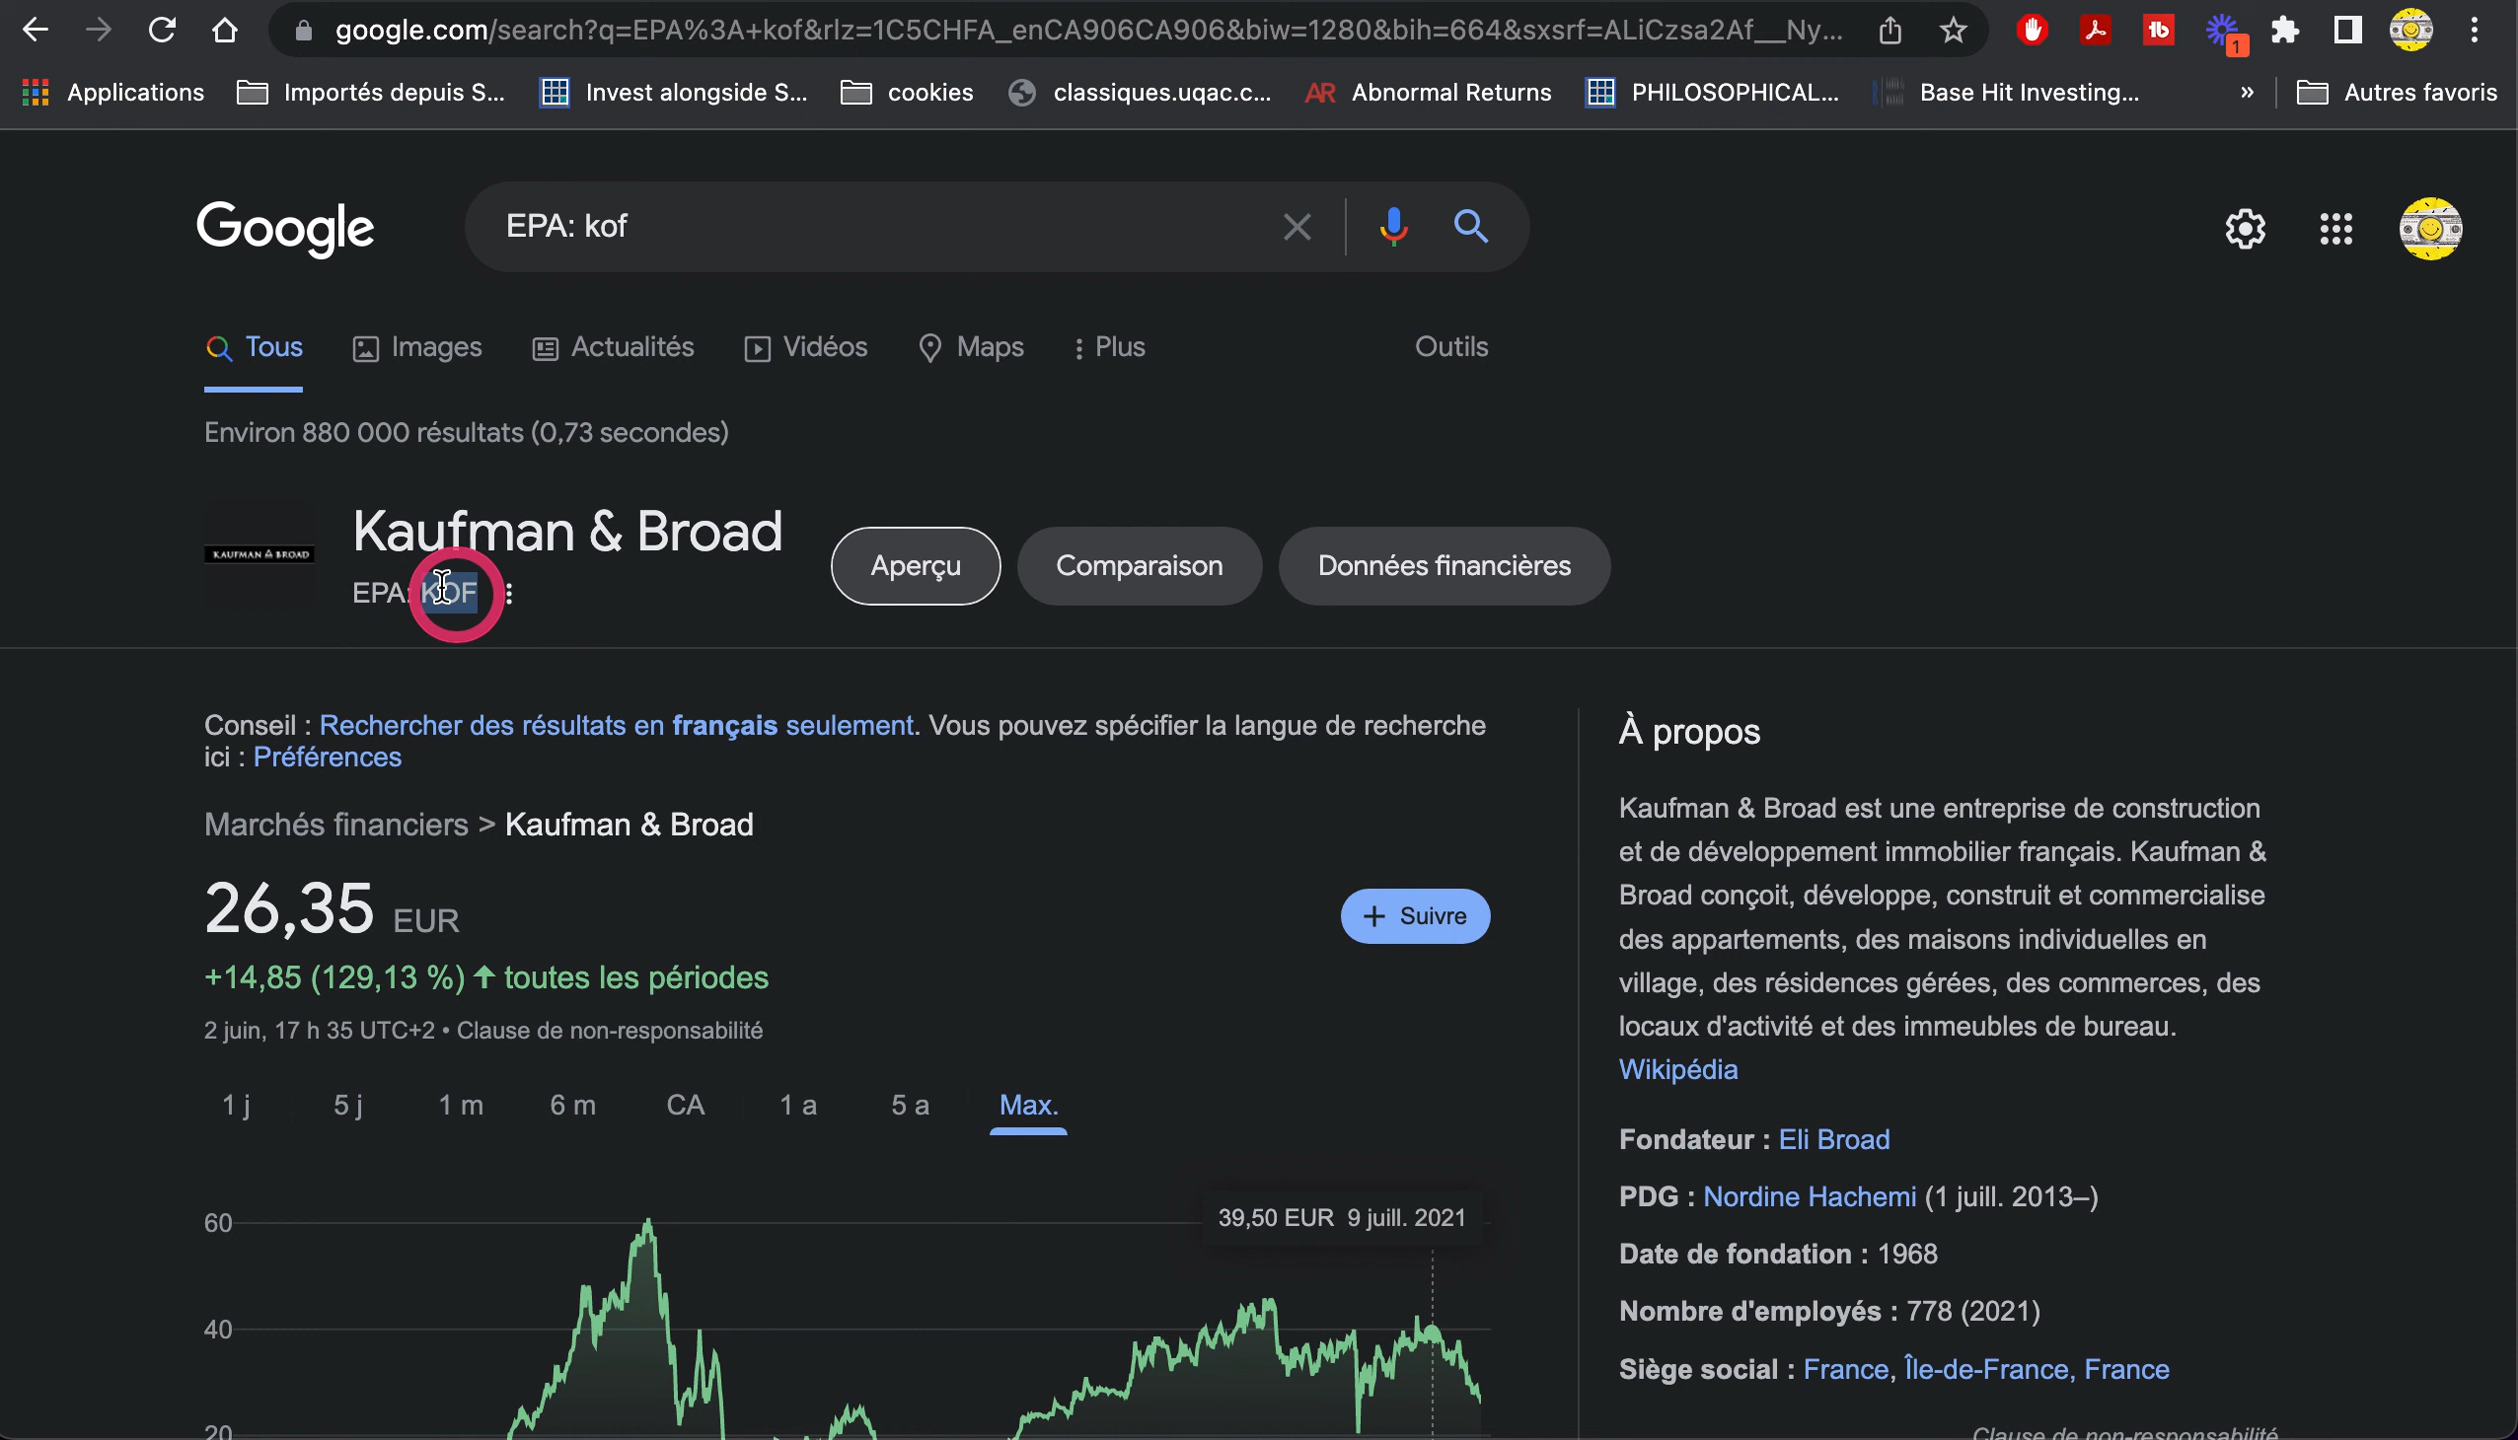 google.com/search?q=EPA%3A+kof&rlz=1C5CHFA_enCA906CA906&biw=1280&bih=664&sxsrf=ALiCzsa2Af__Ny...
1
Applications
Importés depuis S...
Invest alongside S...
cookies
classiques.uqac.c...
AR Abnormal Returns
PHILOSOPHICAL...
Base Hit Investing...
»
Autres favoris
Google
EPA: kof
Tous
Images
Actualités
Vidéos
Maps
Plus
Outils
Environ 880 000 résultats (0,73 secondes)
KAUFMAN & BROAD
Kaufman & Broad
EPA: KOF
Aperçu
Comparaison
Données financières
Conseil : Rechercher des résultats en français seulement. Vous pouvez spécifier la langue de recherche
ici : Préférences
Marchés financiers > Kaufman & Broad
26,35 EUR
+ Suivre
+14,85 (129,13 %) ↑ toutes les périodes
2 juin, 17 h 35 UTC+2 • Clause de non-responsabilité
1 j
5 j
1 m
6 m
CA
1 a
5 a
Max.
39,50 EUR 9 juill. 2021
60
40
20
À propos
Kaufman & Broad est une entreprise de construction
et de développement immobilier français. Kaufman &
Broad conçoit, développe, construit et commercialise
des appartements, des maisons individuelles en
village, des résidences gérées, des commerces, des
locaux d'activité et des immeubles de bureau.
Wikipédia
Fondateur : Eli Broad
PDG : Nordine Hachemi (1 juill. 2013–)
Date de fondation : 1968
Nombre d'employés : 778 (2021)
Siège social : France, Île-de-France, France
Clause de non-responsabilité